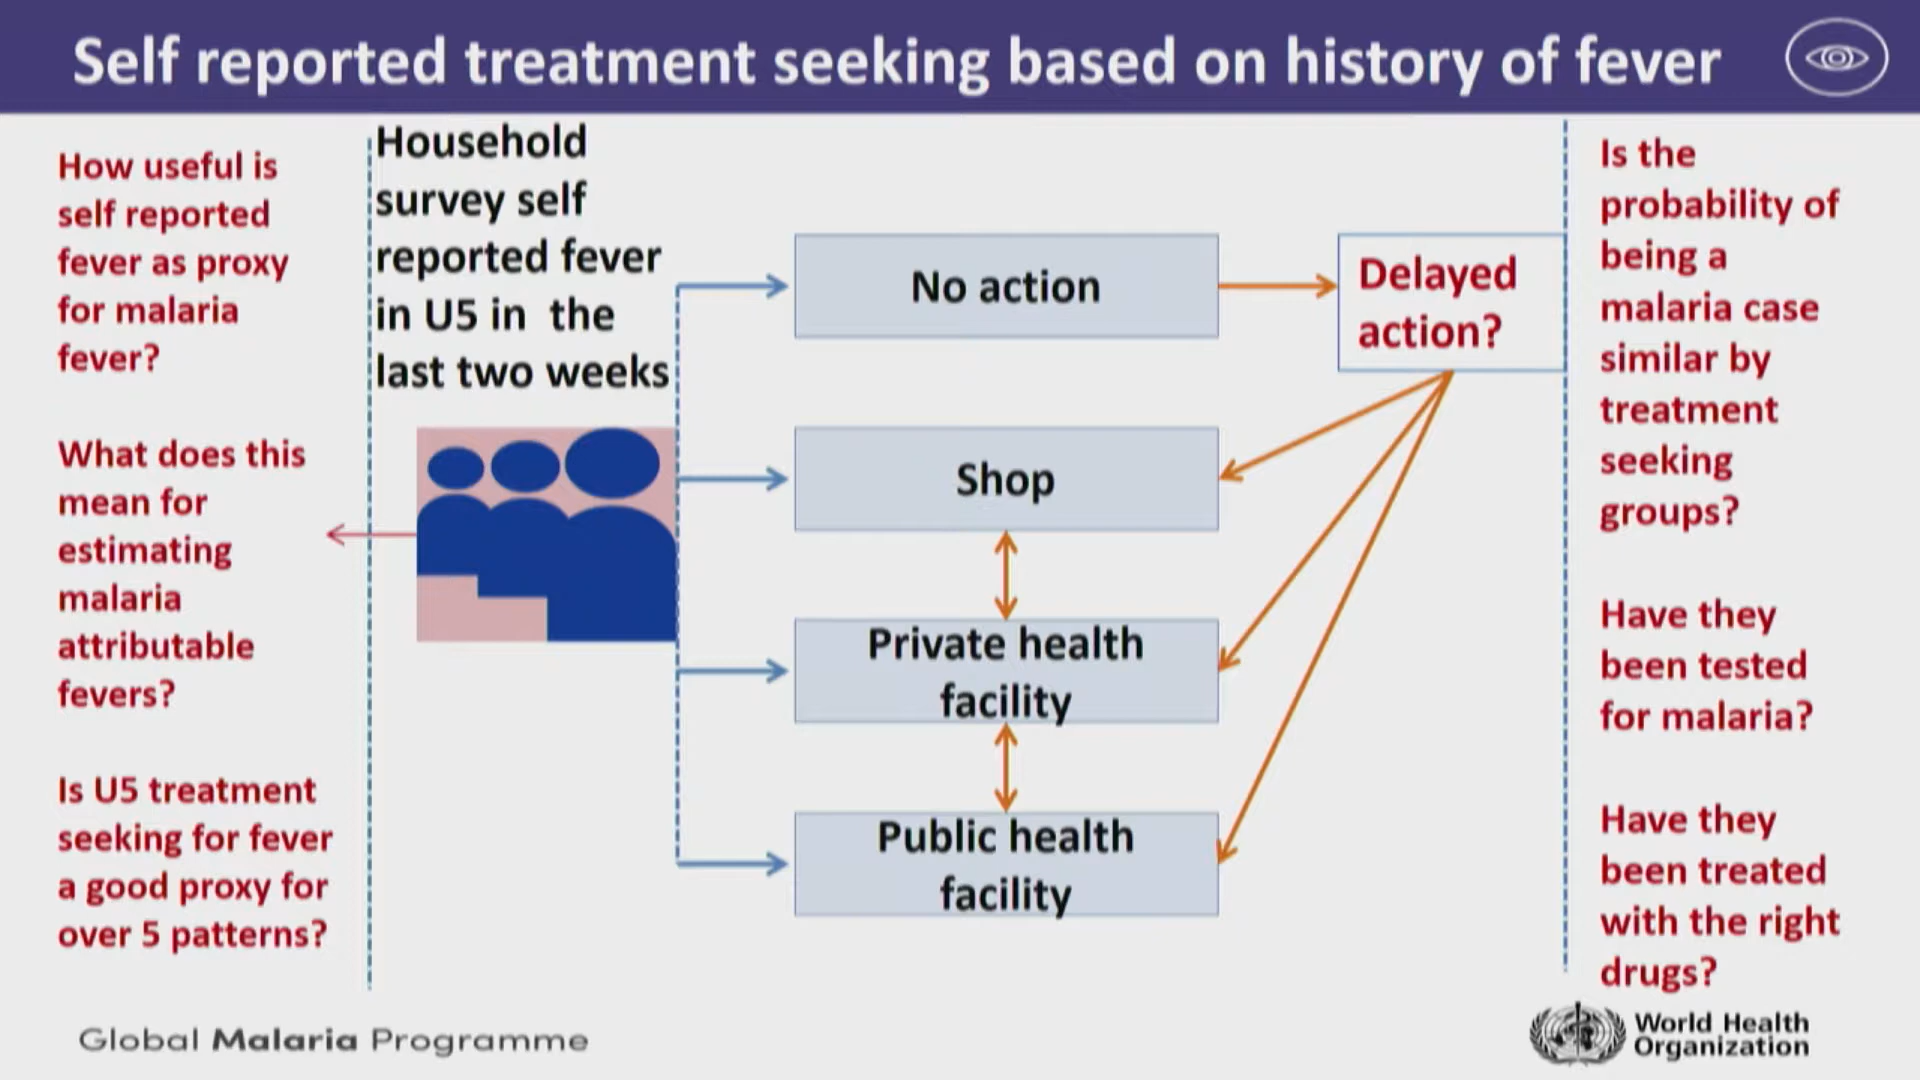 Self reported treatment seeking based on history of fever
How useful is
self reported
fever as proxy
for malaria
fever?
What does this
mean for
estimating
malaria
attributable
fevers?
Is U5 treatment
seeking for fever
a good proxy for
over 5 patterns?
Household
survey self
reported fever
in U5 in the
last two weeks
No action
Shop
Private health
facility
Public health
facility
Delayed
action?
Is the
probability of
being a
malaria case
similar by
treatment
seeking
groups?
Have they
been tested
for malaria?
Have they
been treated
with the right
drugs?
Global Malaria Programme
World Health
Organization